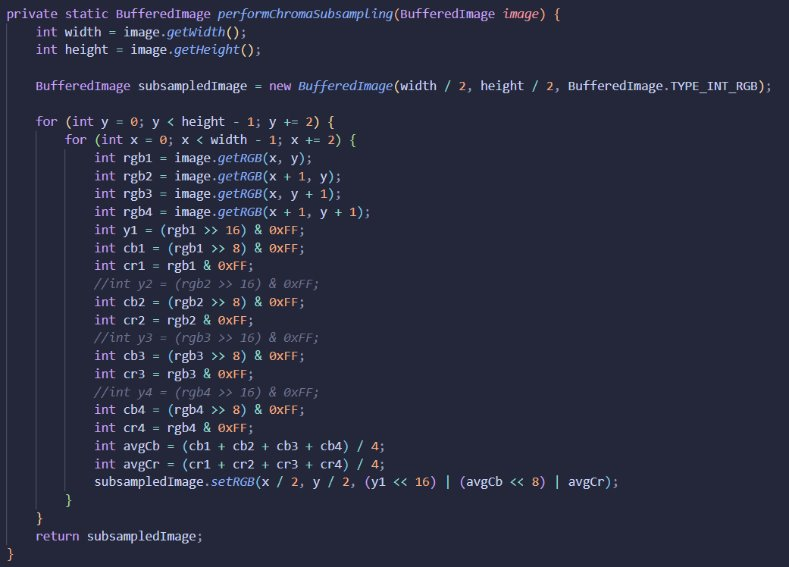 private static BufferedImage performChromaSubsampling(BufferedImage image) {
    int width = image.getWidth();
    int height = image.getHeight();

    BufferedImage subsampledImage = new BufferedImage(width / 2, height / 2, BufferedImage.TYPE_INT_RGB);

    for (int y = 0; y < height - 1; y += 2) {
        for (int x = 0; x < width - 1; x += 2) {
            int rgb1 = image.getRGB(x, y);
            int rgb2 = image.getRGB(x + 1, y);
            int rgb3 = image.getRGB(x, y + 1);
            int rgb4 = image.getRGB(x + 1, y + 1);
            int y1 = (rgb1 >> 16) & 0xFF;
            int cb1 = (rgb1 >> 8) & 0xFF;
            int cr1 = rgb1 & 0xFF;
            //int y2 = (rgb2 >> 16) & 0xFF;
            int cb2 = (rgb2 >> 8) & 0xFF;
            int cr2 = rgb2 & 0xFF;
            //int y3 = (rgb3 >> 16) & 0xFF;
            int cb3 = (rgb3 >> 8) & 0xFF;
            int cr3 = rgb3 & 0xFF;
            //int y4 = (rgb4 >> 16) & 0xFF;
            int cb4 = (rgb4 >> 8) & 0xFF;
            int cr4 = rgb4 & 0xFF;
            int avgCb = (cb1 + cb2 + cb3 + cb4) / 4;
            int avgCr = (cr1 + cr2 + cr3 + cr4) / 4;
            subsampledImage.setRGB(x / 2, y / 2, (y1 << 16) | (avgCb << 8) | avgCr);
        }
    }
    return subsampledImage;
}